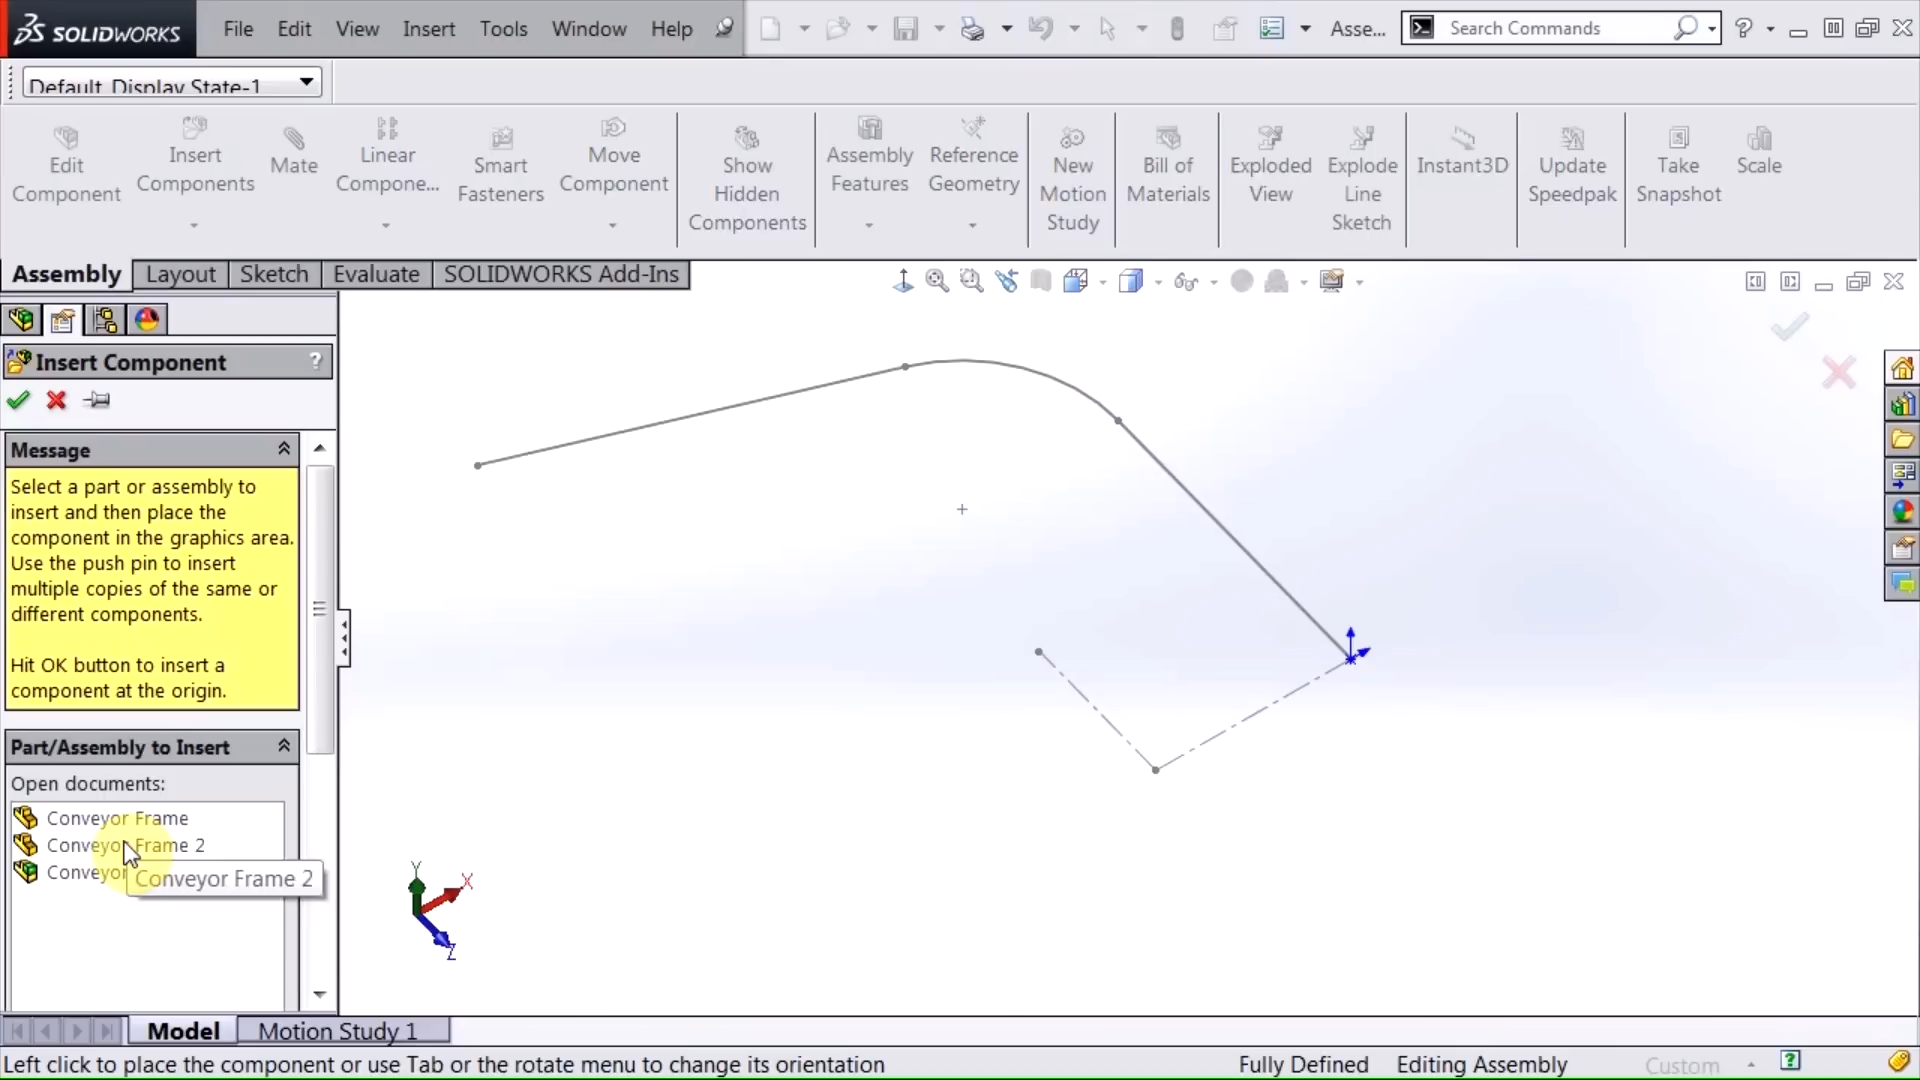 SOLIDWORKS File Edit View Insert Tools Window Help Asse... Search Commands ?
Default_Display State-1
Edit Component
Insert Components
Mate
Linear Compone...
Smart Fasteners
Move Component
Show Hidden Components
Assembly Features
Reference Geometry
New Motion Study
Bill of Materials
Exploded View
Explode Line Sketch
Instant3D
Update Speedpak
Take Snapshot
Scale
Assembly Layout Sketch Evaluate SOLIDWORKS Add-Ins
Insert Component ?
Message
Select a part or assembly to
insert and then place the
component in the graphics area.
Use the push pin to insert
multiple copies of the same or
different components.
Hit OK button to insert a
component at the origin.
Part/Assembly to Insert
Open documents:
Conveyor Frame
Conveyor Frame 2
Conveyor
Conveyor Frame 2
Y
X
Z
Model Motion Study 1
Left click to place the component or use Tab or the rotate menu to change its orientation Fully Defined Editing Assembly Custom ?